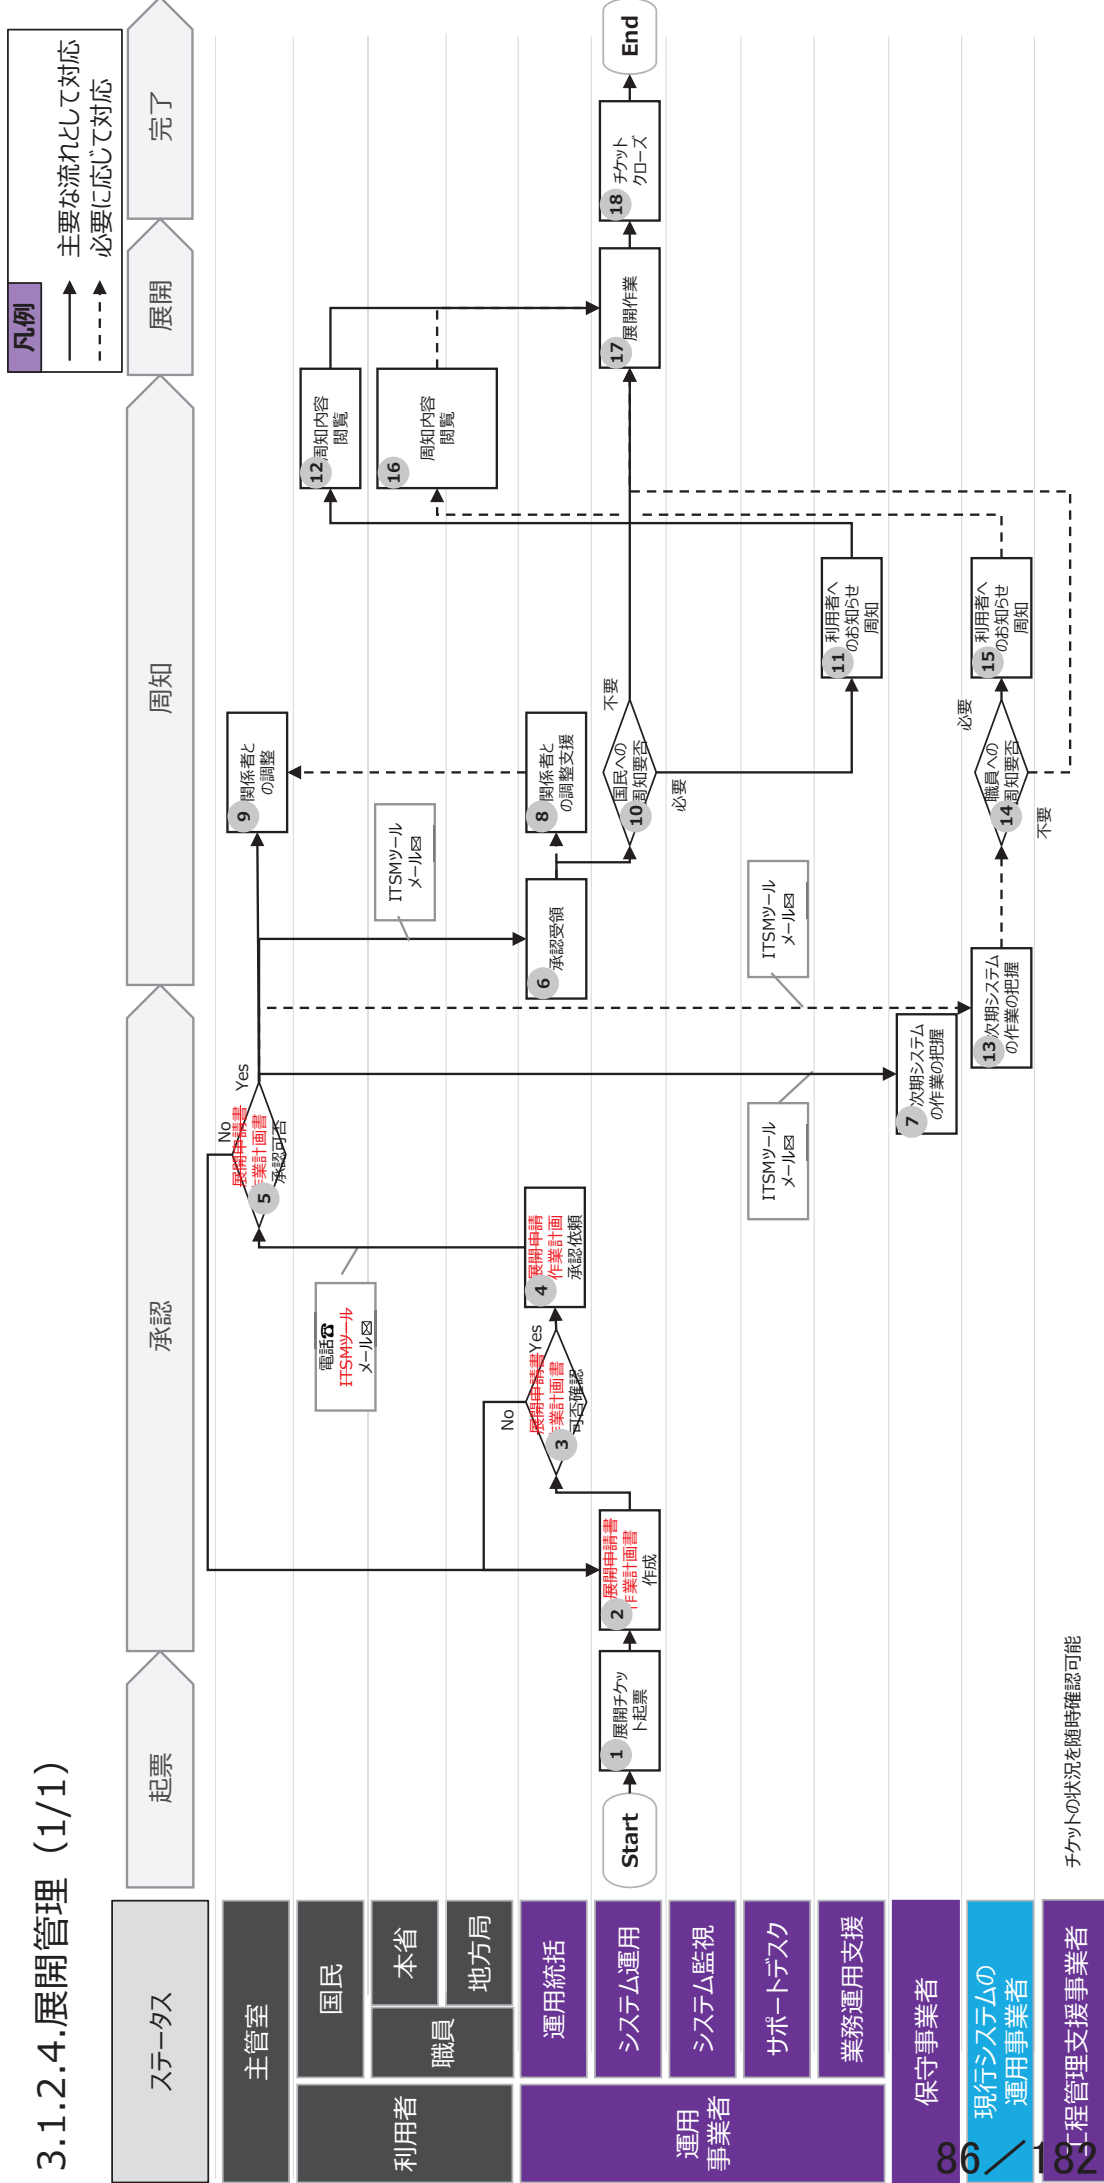 3.1.2.4.展開管理（1/1）
凡例
主要な流れとして対応
必要に応じて対応
ステータス
起票
承認
周知
展開
完了
主管室
利用者
国民
職員
本省
地方局
運用
事業者
運用統括
システム運用
システム監視
サポートデスク
業務運用支援
保守事業者
現行システムの
運用事業者
工程管理支援事業者
Start
1
展開チケッ
ト起票
2
展開申請書
作業計画書
作成
3
展開申請書
作業計画書
可否確認
No
Yes
4
展開申請
作業計画
承認依頼
電話☎
ITSMツール
メール✉
5
展開申請書
作業計画書
承認可否
No
Yes
ITSMツール
メール✉
ITSMツール
メール✉
ITSMツール
メール✉
6
承認受領
7
次期システム
の作業の把握
8
関係者と
の調整支援
9
関係者と
の調整
10
国民への
周知要否
不要
必要
11
利用者へ
のお知らせ
周知
12
周知内容
閲覧
13
次期システム
の作業の把握
14
職員への
周知要否
必要
不要
15
利用者へ
のお知らせ
周知
16
周知内容
閲覧
17
展開作業
18
チケット
クローズ
End
チケットの状況を随時確認可能
86／182